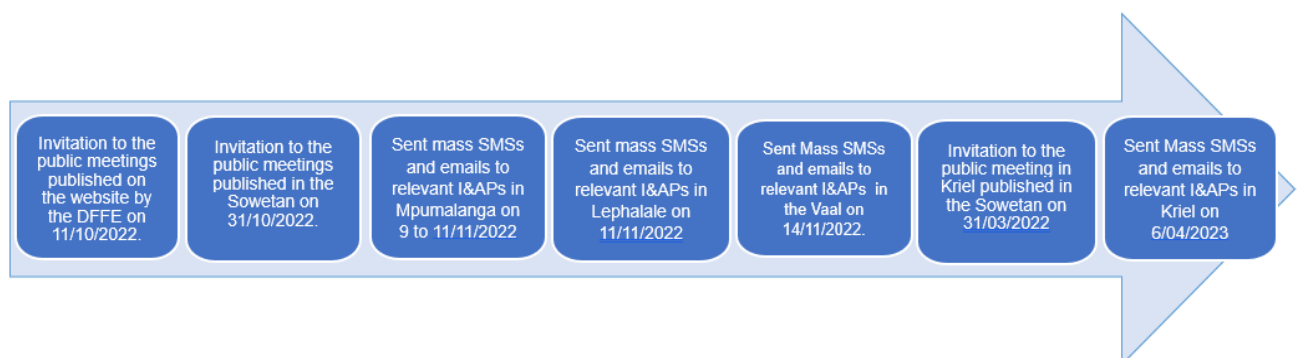 Invitation to the
public meetings
published on
the website by
the DFFE on
11/10/2022.
Invitation to the
public meetings
published in the
Sowetan on
31/10/2022.
Sent mass SMSs
and emails to
relevant I&APs in
Mpumalanga on
9 to 11/11/2022
Sent mass SMSs
and emails to
relevant I&APs in
Lephalale on
11/11/2022
Sent Mass SMSs
and emails to
relevant I&APs in
the Vaal on
14/11/2022.
Invitation to the
public meeting in
Kriel published in
the Sowetan on
31/03/2022
Sent Mass SMSs
and emails to
relevant I&APs in
Kriel on
6/04/2023